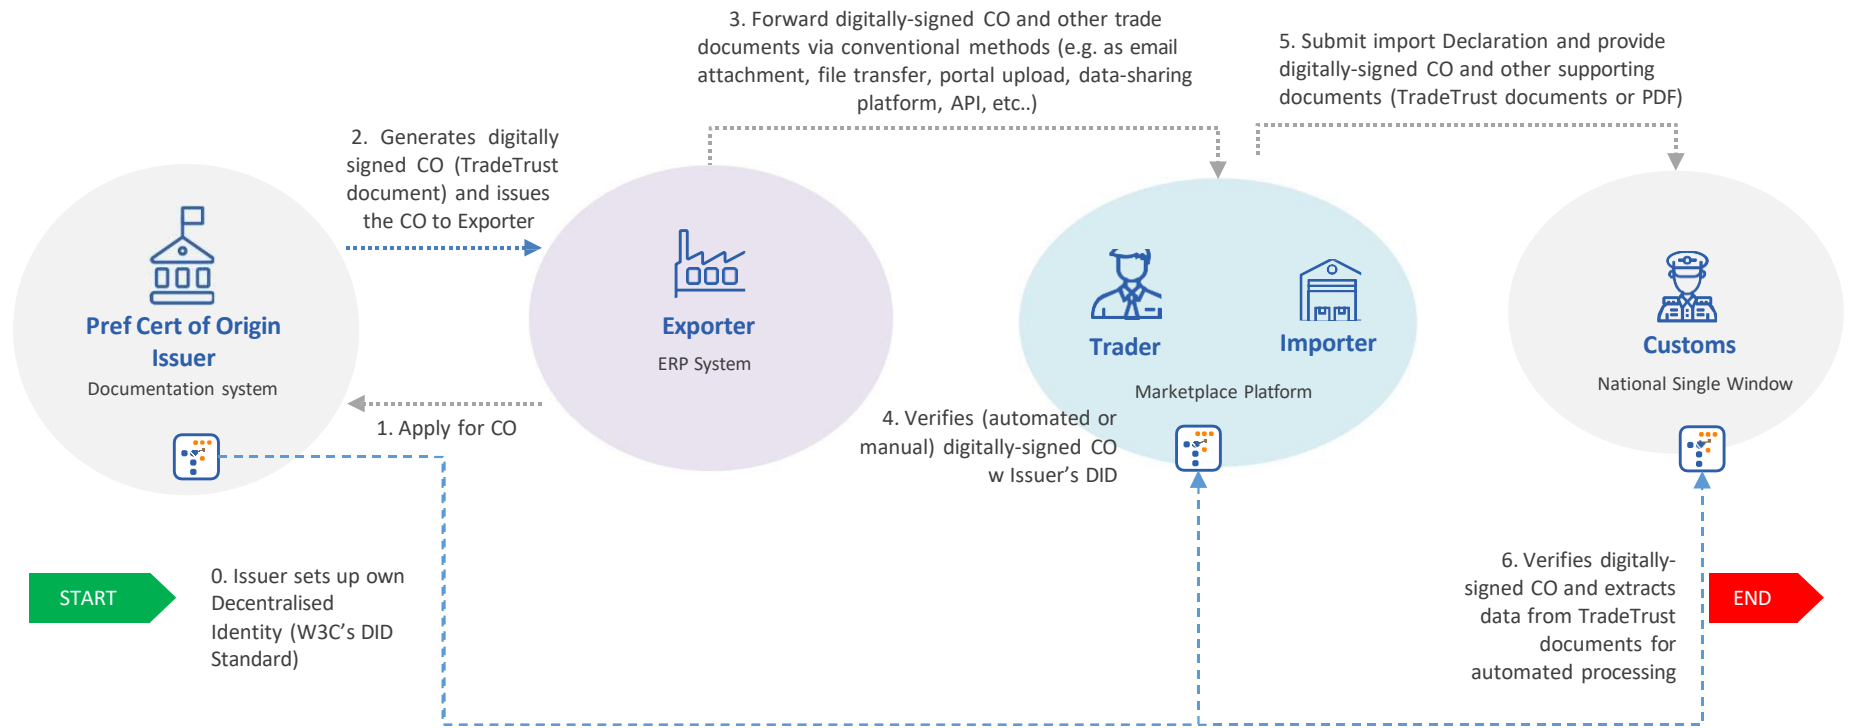 3. Forward digitally-signed CO and other trade
documents via conventional methods (e.g. as email
attachment, file transfer, portal upload, data-sharing
platform, API, etc..)
5. Submit import Declaration and provide
digitally-signed CO and other supporting
documents (TradeTrust documents or PDF)
2. Generates digitally
signed CO (TradeTrust
document) and issues
the CO to Exporter
Pref Cert of Origin
Issuer
Documentation system
Exporter
ERP System
Trader
Importer
Marketplace Platform
Customs
National Single Window
1. Apply for CO
4. Verifies (automated or
manual) digitally-signed CO
w Issuer’s DID
START
0. Issuer sets up own
Decentralised
Identity (W3C’s DID
Standard)
6. Verifies digitally-
signed CO and extracts
data from TradeTrust
documents for
automated processing
END